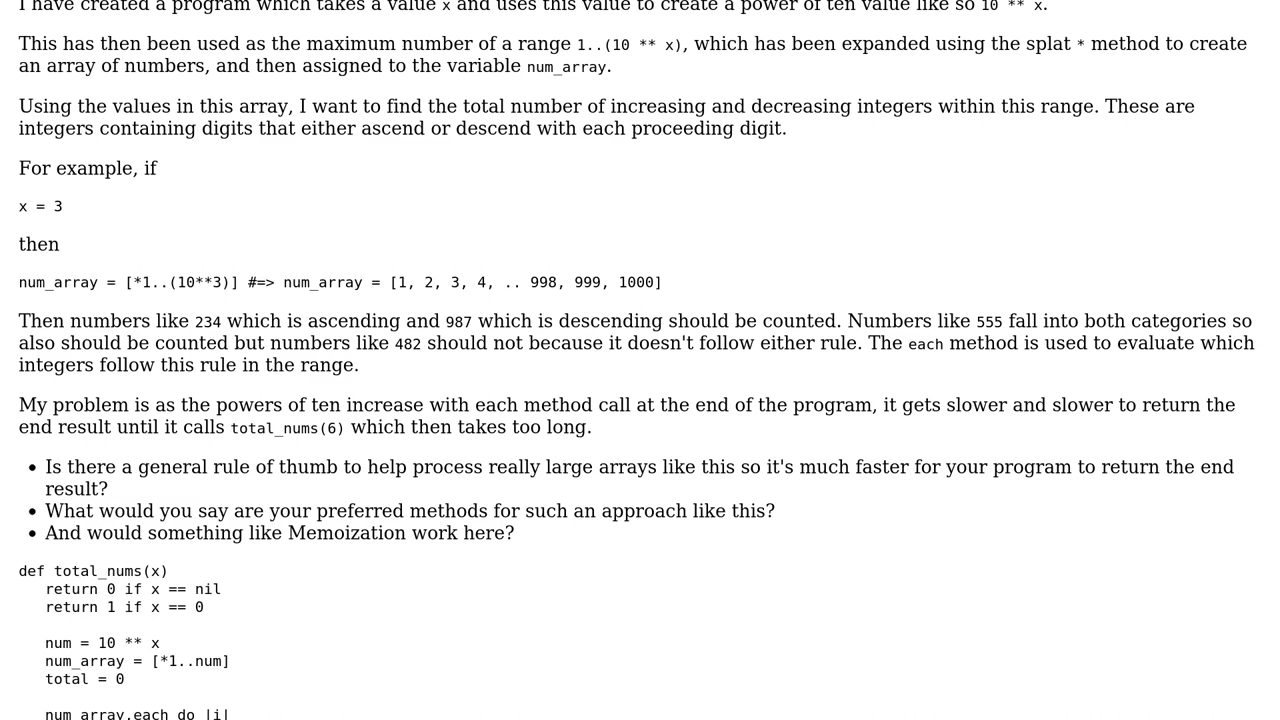 I have created a program which takes a value x and uses this value to create a power of ten value like so 10 ** x.
This has then been used as the maximum number of a range 1..(10 ** x), which has been expanded using the splat * method to create
an array of numbers, and then assigned to the variable num_array.
Using the values in this array, I want to find the total number of increasing and decreasing integers within this range. These are
integers containing digits that either ascend or descend with each proceeding digit.
For example, if
x = 3
then
num_array = [*1..(10**3)] #=> num_array = [1, 2, 3, 4, .. 998, 999, 1000]
Then numbers like 234 which is ascending and 987 which is descending should be counted. Numbers like 555 fall into both categories so
also should be counted but numbers like 482 should not because it doesn't follow either rule. The each method is used to evaluate which
integers follow this rule in the range.
My problem is as the powers of ten increase with each method call at the end of the program, it gets slower and slower to return the
end result until it calls total_nums(6) which then takes too long.
• Is there a general rule of thumb to help process really large arrays like this so it's much faster for your program to return the end
result?
• What would you say are your preferred methods for such an approach like this?
• And would something like Memoization work here?
def total_nums(x)
return 0 if x == nil
return 1 if x == 0
num = 10 ** x
num_array = [*1..num]
total = 0
num_array.each do |i|